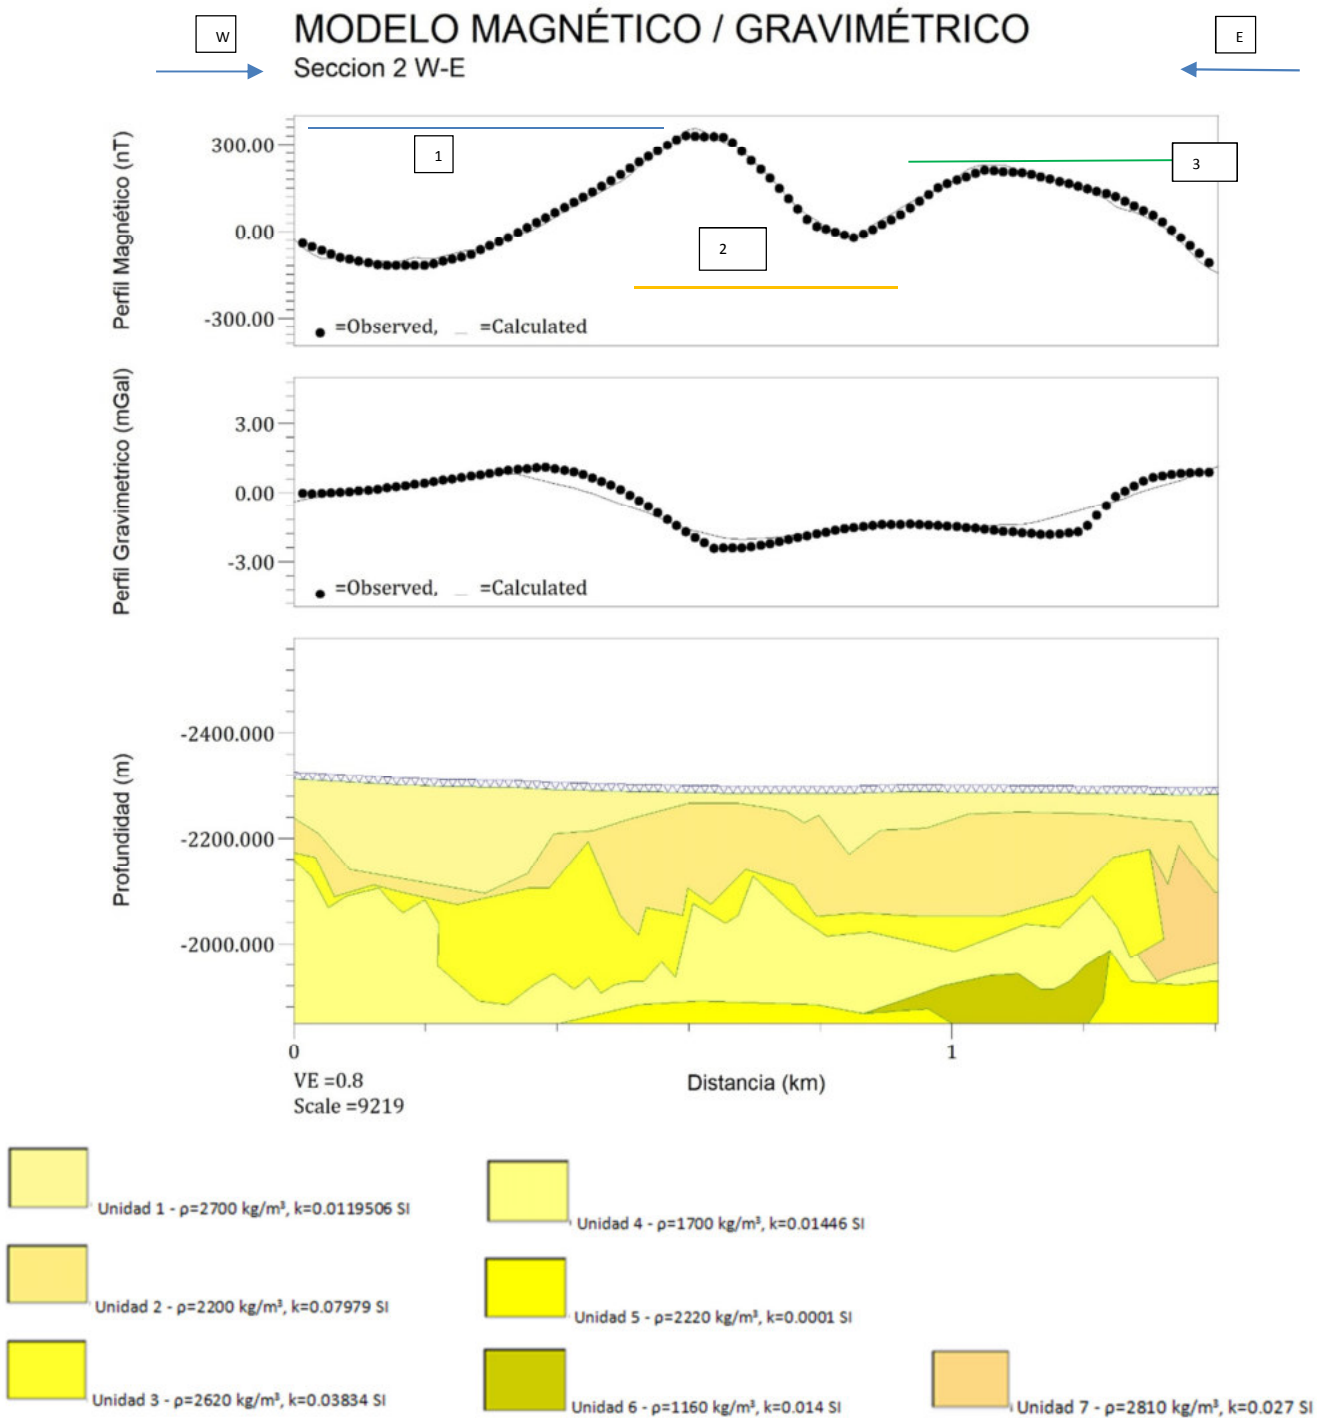 MODELO MAGNÉTICO / GRAVIMÉTRICO
W
E
Seccion 2 W-E
Perfil Magnético (nT)
300.00
0.00
-300.00
1
2
3
=Observed, =Calculated
Perfil Gravimetrico (mGal)
3.00
0.00
-3.00
=Observed, =Calculated
Profundidad (m)
-2400.000
-2200.000
-2000.000
0
1
VE =0.8
Distancia (km)
Scale =9219
Unidad 1 - ρ=2700 kg/m³, k=0.0119506 SI
Unidad 4 - ρ=1700 kg/m³, k=0.01446 SI
Unidad 2 - ρ=2200 kg/m³, k=0.07979 SI
Unidad 5 - ρ=2220 kg/m³, k=0.0001 SI
Unidad 3 - ρ=2620 kg/m³, k=0.03834 SI
Unidad 6 - ρ=1160 kg/m³, k=0.014 SI
Unidad 7 - ρ=2810 kg/m³, k=0.027 SI